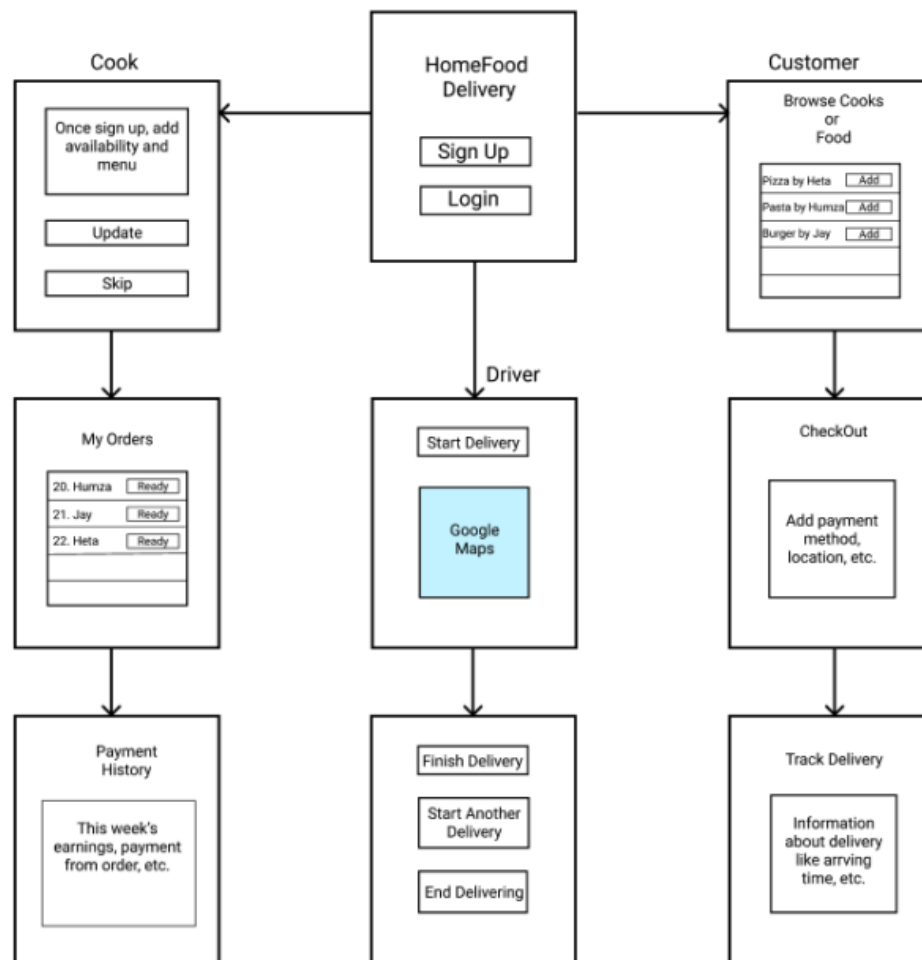 Cook
Once sign up, add
availability and
menu
Update
Skip
HomeFood
Delivery
Sign Up
Login
Customer
Browse Cooks
or
Food
Pizza by Heta Add
Pasta by Humza Add
Burger by Jay Add
My Orders
20. Humza Ready
21. Jay Ready
22. Heta Ready
Driver
Start Delivery
Google
Maps
CheckOut
Add payment
method,
location, etc.
Payment
History
This week's
earnings, payment
from order, etc.
Finish Delivery
Start Another
Delivery
End Delivering
Track Delivery
Information
about delivery
like arrving
time, etc.